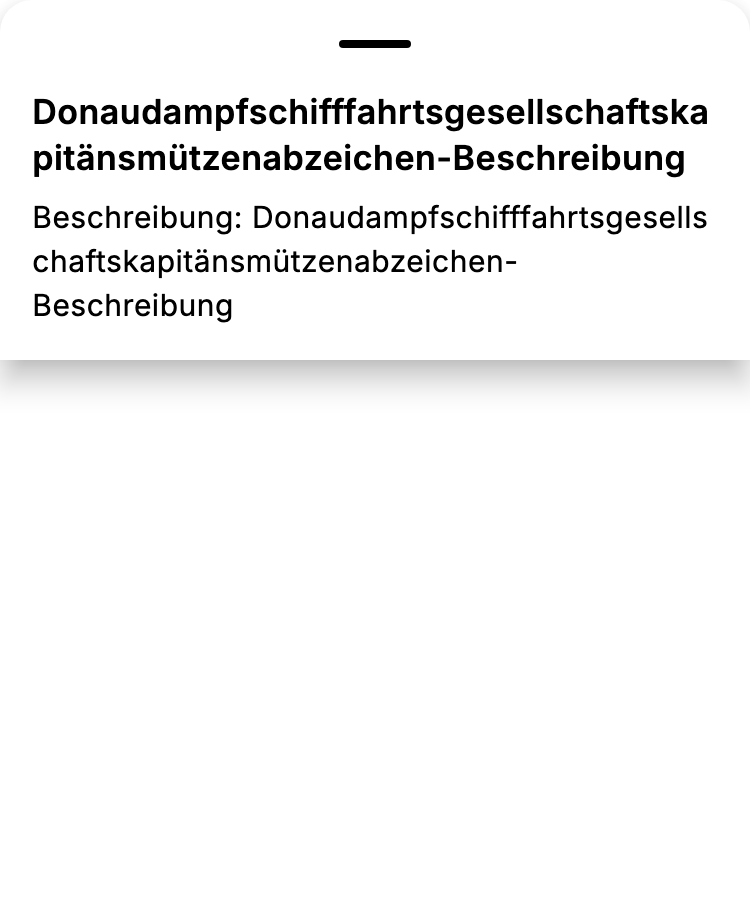 Donaudampfschifffahrtsgesellschaftska
pitänsmützenabzeichen-Beschreibung
Beschreibung: Donaudampfschifffahrtsgesells
chaftskapitänsmützenabzeichen-
Beschreibung